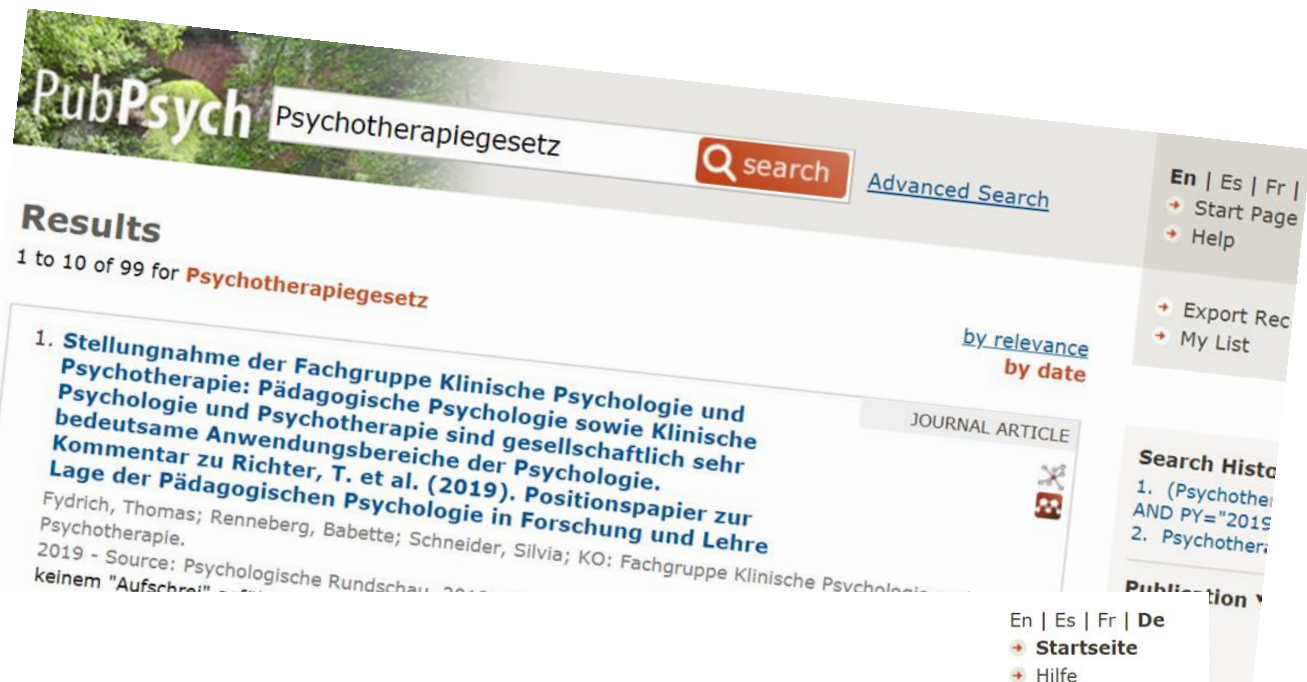 PubPsych
Psychotherapiegesetz
search
Advanced Search
En | Es | Fr |
Start Page
Help
Results
1 to 10 of 99 for Psychotherapiegesetz
Export Rec
My List
by relevance
by date
1. Stellungnahme der Fachgruppe Klinische Psychologie und
Psychotherapie: Pädagogische Psychologie sowie Klinische
Psychologie und Psychotherapie sind gesellschaftlich sehr
bedeutsame Anwendungsbereiche der Psychologie.
Kommentar zu Richter, T. et al. (2019). Positionspapier zur
Lage der Pädagogischen Psychologie in Forschung und Lehre
JOURNAL ARTICLE
Fydrich, Thomas; Renneberg, Babette; Schneider, Silvia; KO: Fachgruppe Klinische Psychologie
Psychotherapie.
2019 - Source: Psychologische Rundschau,
keinem "Aufschrei"
Search Histo
1. (Psychother
AND PY="2019
2. Psychothera
Publication
En | Es | Fr | De
Startseite
Hilfe